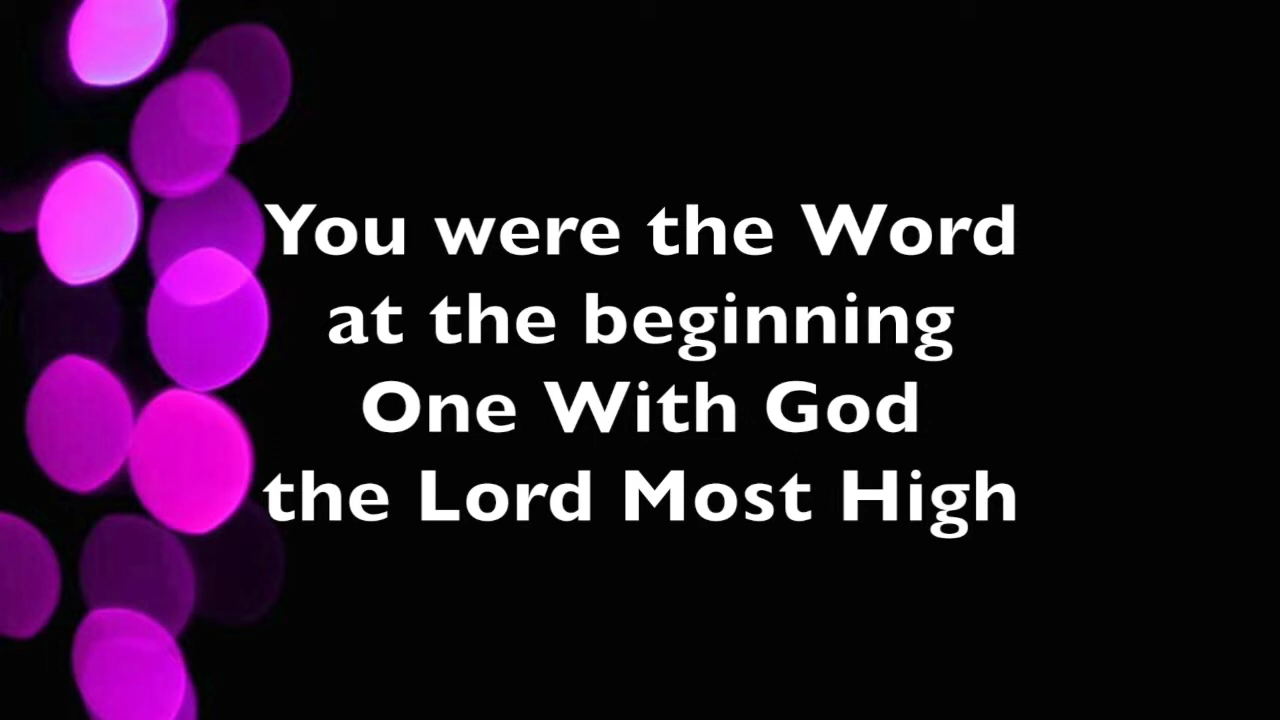 You were the Word
at the beginning
One With God
the Lord Most High